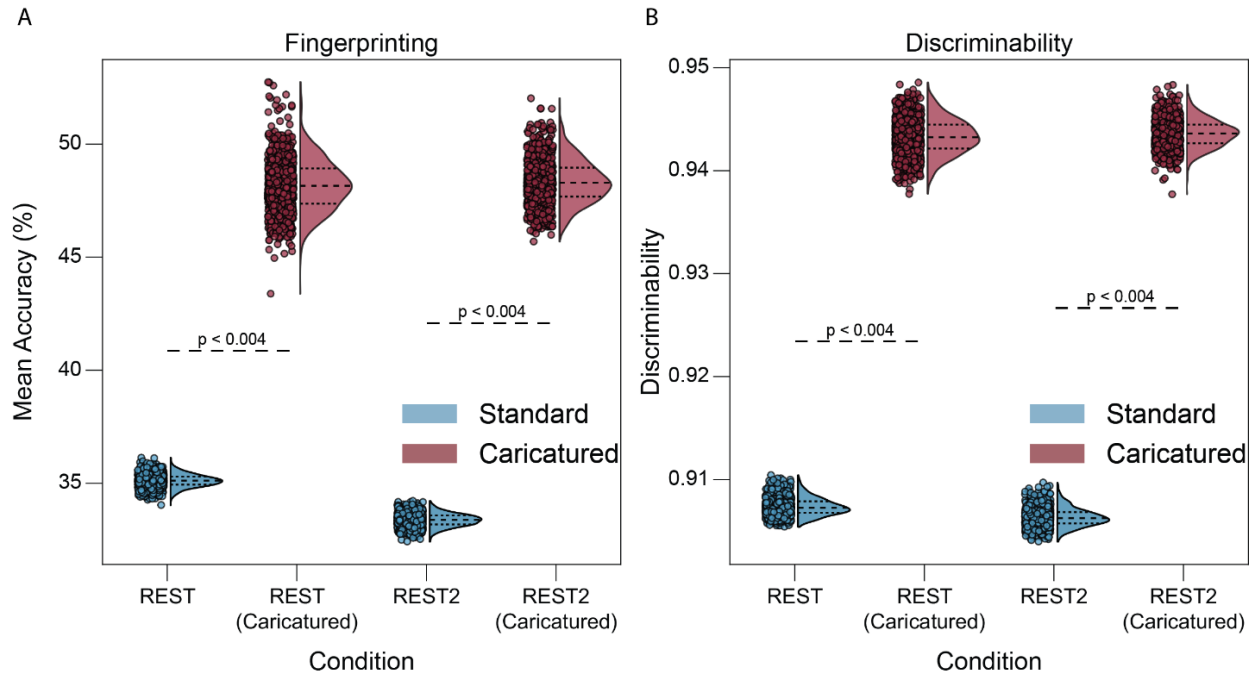 A
Fingerprinting
Mean Accuracy (%)
50
45
40
35
p < 0.004
p < 0.004
Standard
Caricatured
REST
REST
(Caricatured)
REST2
REST2
(Caricatured)
Condition
B
Discriminability
Discriminability
0.95
0.94
0.93
0.92
0.91
p < 0.004
p < 0.004
Standard
Caricatured
REST
REST
(Caricatured)
REST2
REST2
(Caricatured)
Condition